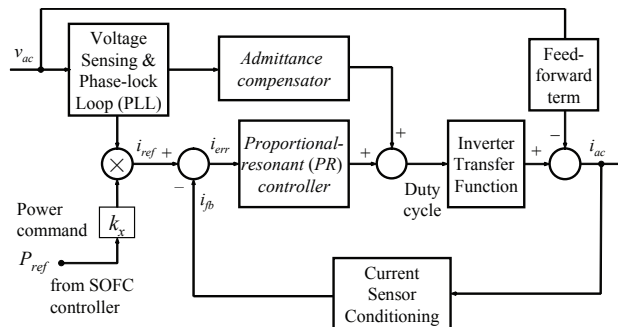 v_ac
Voltage
Sensing &
Phase-lock
Loop (PLL)
Admittance
compensator
Feed-
forward
term
i_ref
+
−
×
i_err
Proportional-
resonant (PR)
controller
+
+
Duty
cycle
Inverter
Transfer
Function
+
−
i_ac
i_fb
Power
command
k_x
P_ref
from SOFC
controller
Current
Sensor
Conditioning